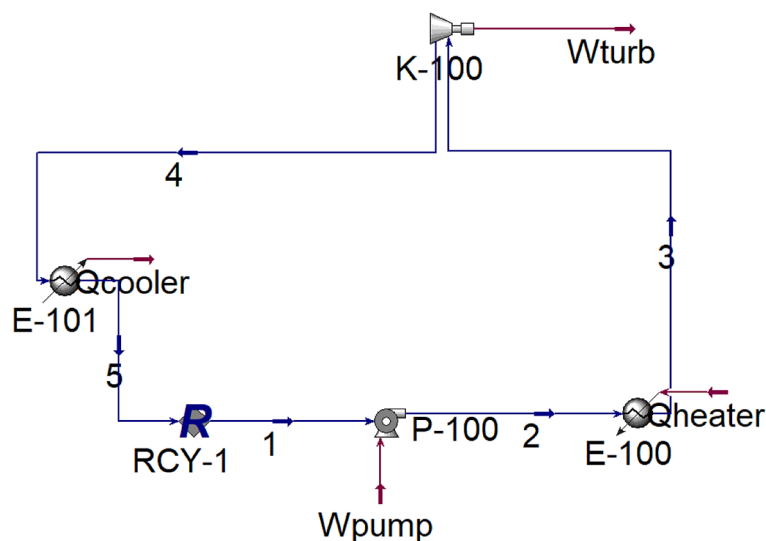 Wturb
K-100
4
3
Qcooler
E-101
5
R
RCY-1
1
P-100
2
Qheater
E-100
Wpump